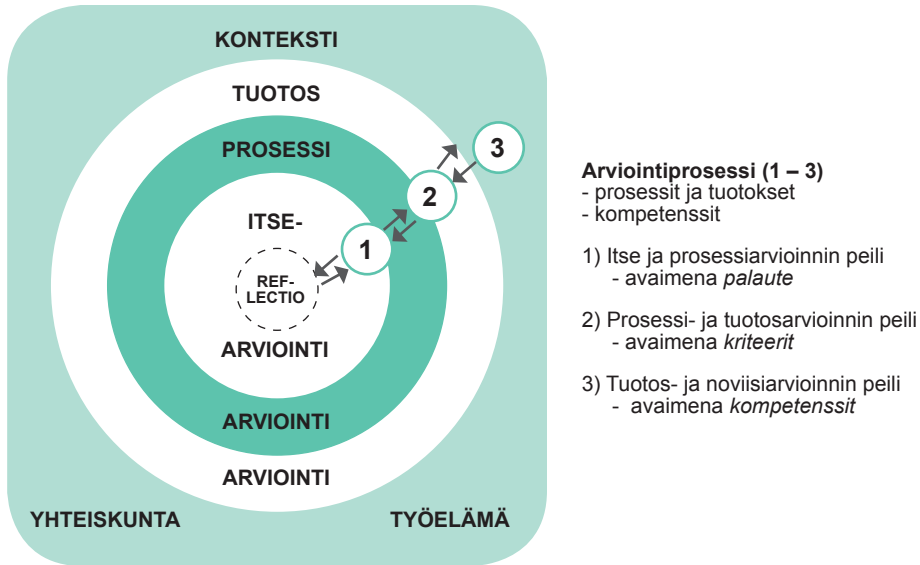 KONTEKSTI
TUOTOS
PROSESSI
ITSE-
REF-
LECTIO
ARVIOINTI
ARVIOINTI
ARVIOINTI
YHTEISKUNTA
TYÖELÄMÄ
1
2
3
Arviointiprosessi (1 – 3)
- prosessit ja tuotokset
- kompetenssit
1) Itse ja prosessiarvioinnin peili
- avaimena palaute
2) Prosessi- ja tuotosarvioinnin peili
- avaimena kriteerit
3) Tuotos- ja noviisiarvioinnin peili
- avaimena kompetenssit